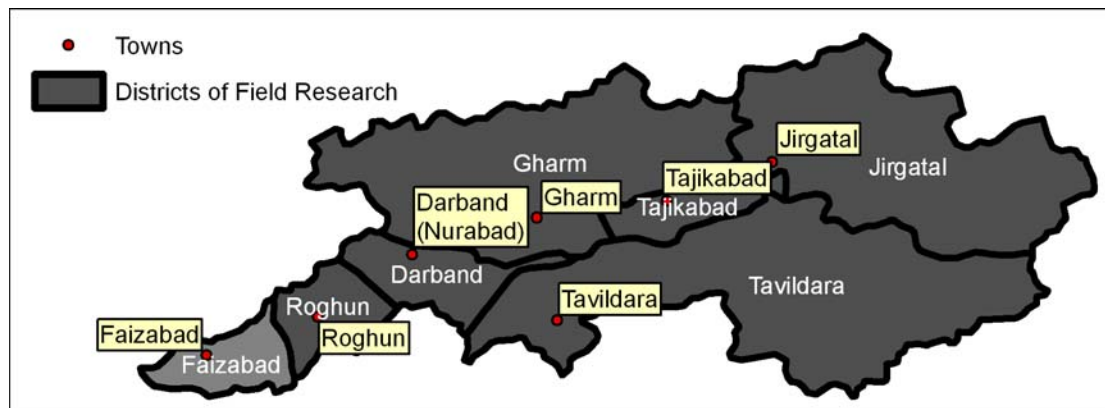 Towns
Districts of Field Research
Jirgatal
Gharm
Jirgatal
Tajikabad
Gharm
Darband
(Nurabad)
Tajikabad
Darband
Tavildara
Roghun
Tavildara
Faizabad
Roghun
Faizabad